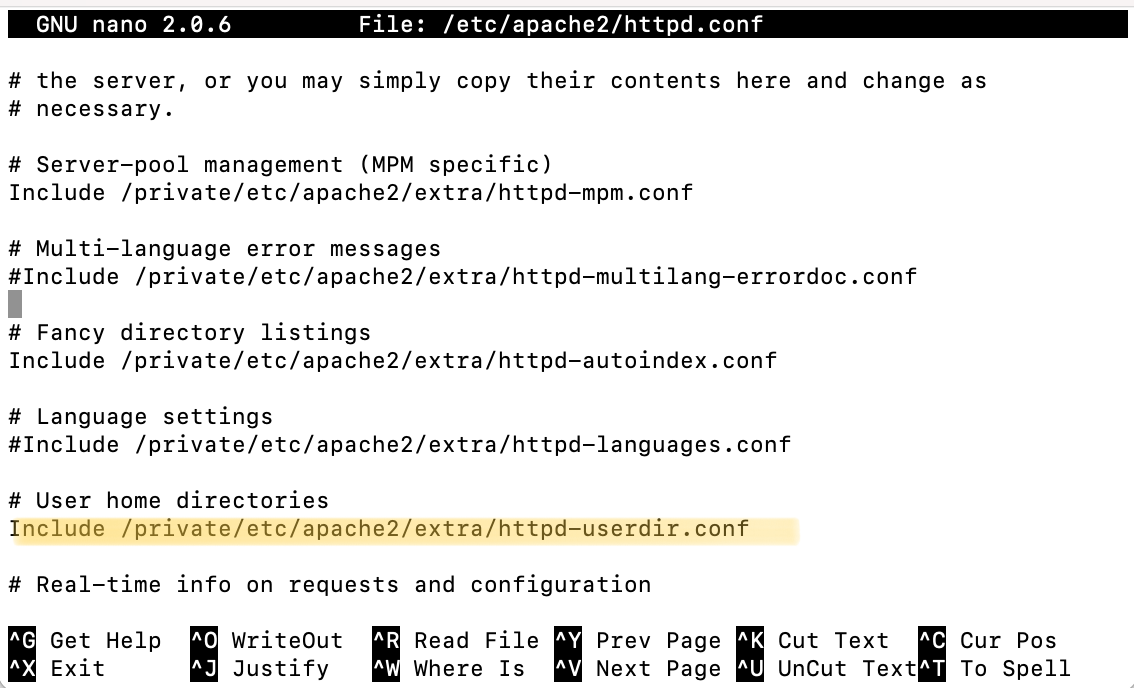 GNU nano 2.0.6 File: /etc/apache2/httpd.conf
# the server, or you may simply copy their contents here and change as
# necessary.
# Server-pool management (MPM specific)
Include /private/etc/apache2/extra/httpd-mpm.conf
# Multi-language error messages
#Include /private/etc/apache2/extra/httpd-multilang-errordoc.conf
# Fancy directory listings
Include /private/etc/apache2/extra/httpd-autoindex.conf
# Language settings
#Include /private/etc/apache2/extra/httpd-languages.conf
# User home directories
Include /private/etc/apache2/extra/httpd-userdir.conf
# Real-time info on requests and configuration
^G Get Help ^O WriteOut ^R Read File ^Y Prev Page ^K Cut Text ^C Cur Pos
^X Exit ^J Justify ^W Where Is ^V Next Page ^U UnCut Text^T To Spell